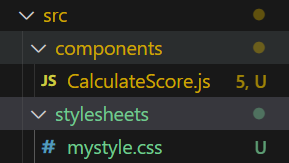 src
components
JS CalculateScore.js 5, U
stylesheets
# mystyle.css U